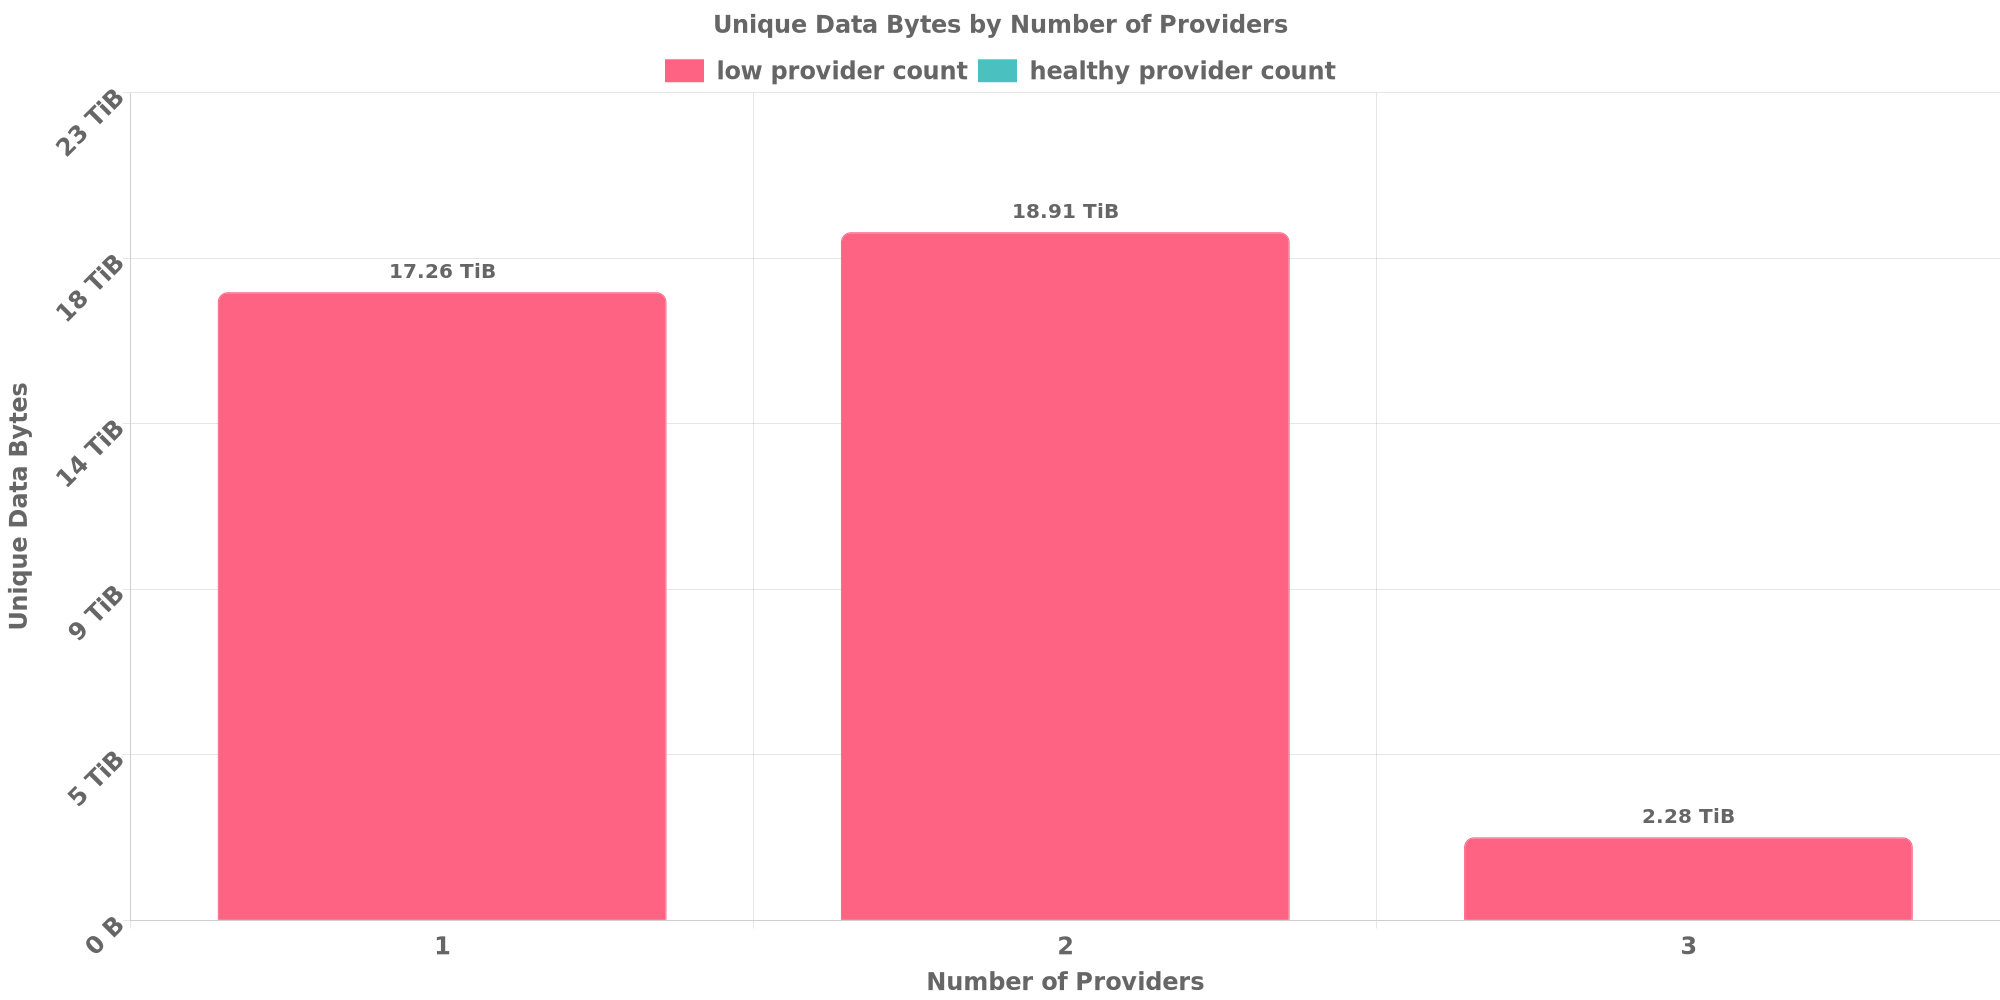 Unique Data Bytes by Number of Providers
low provider count healthy provider count
23 TiB
18 TiB
14 TiB
9 TiB
5 TiB
0 B
Unique Data Bytes
17.26 TiB
18.91 TiB
2.28 TiB
1 2 3
Number of Providers